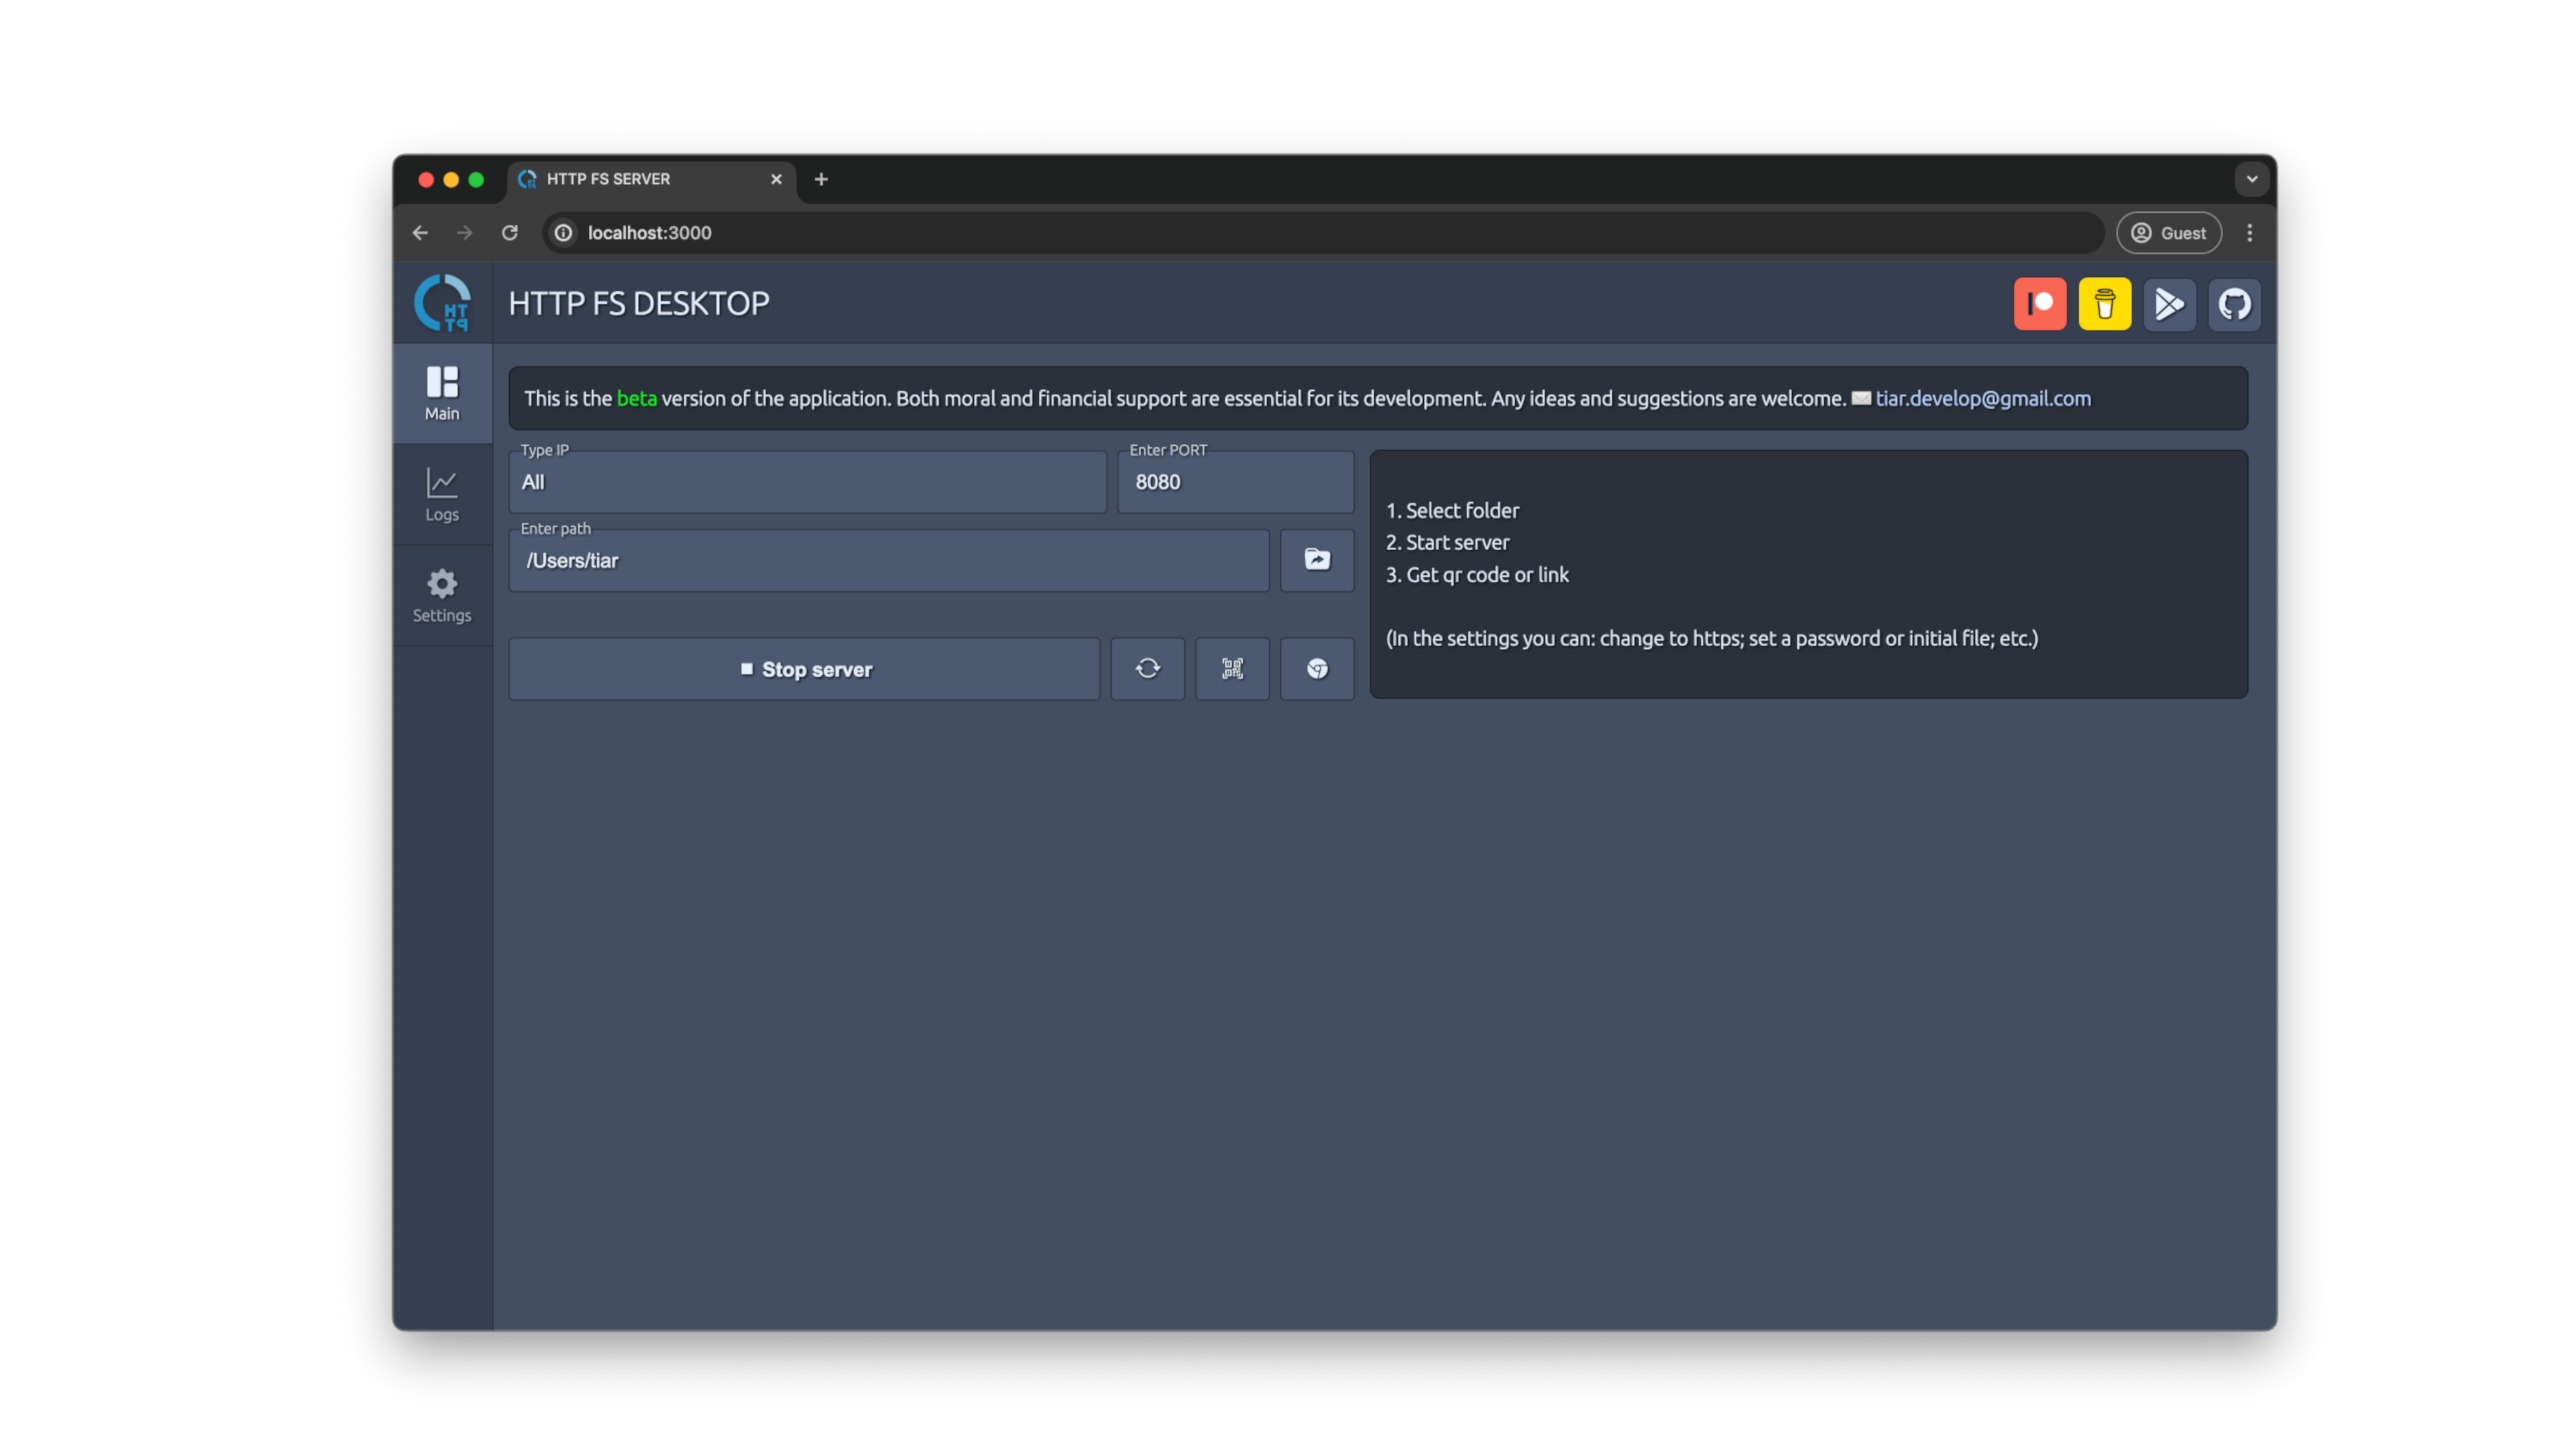 HTTP FS SERVER
localhost:3000
Guest
HTTP FS DESKTOP
Main
Logs
Settings
This is the beta version of the application. Both moral and financial support are essential for its development. Any ideas and suggestions are welcome. tiar.develop@gmail.com
Type IP
All
Enter PORT
8080
Enter path
/Users/tiar
Stop server
1. Select folder
2. Start server
3. Get qr code or link
(In the settings you can: change to https; set a password or initial file; etc.)